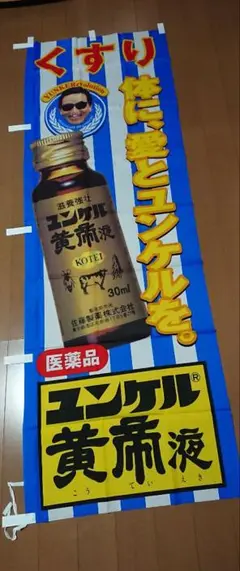 くすり
YUNKER Revolution
体に、愛とユンケルを。
滋養強壮
ユンケル
黄帝液
KOTEI
30ml
佐藤製薬株式会社
医薬品
ユンケル®
黄帝液
こうていえき